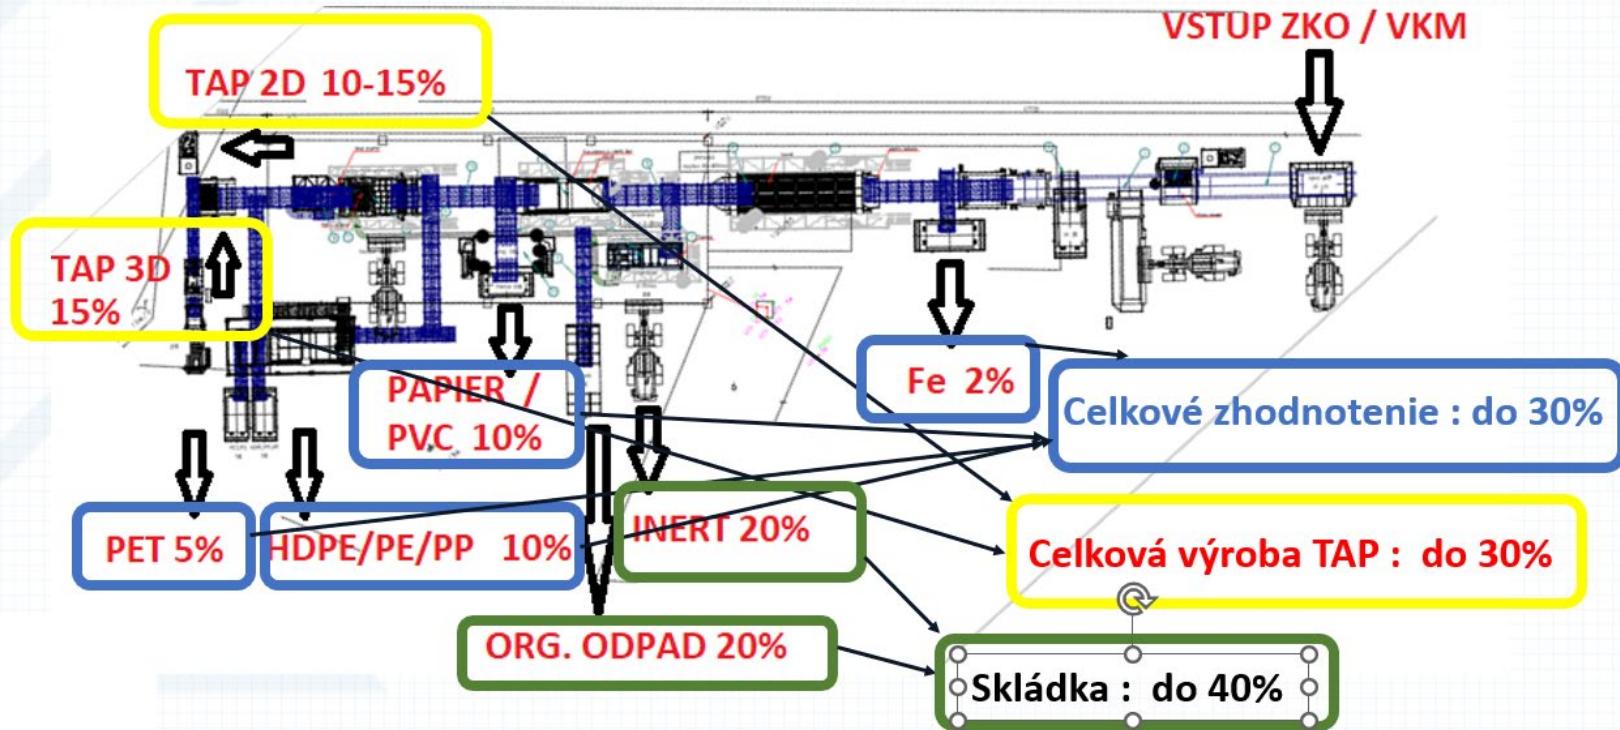 VSTUP ZKO / VKM
TAP 2D 10-15%
TAP 3D
15%
Fe 2%
PAPIER /
PVC 10%
Celkové zhodnotenie : do 30%
PET 5%
HDPE/PE/PP 10%
INERT 20%
Celková výroba TAP : do 30%
ORG. ODPAD 20%
Skládka : do 40%